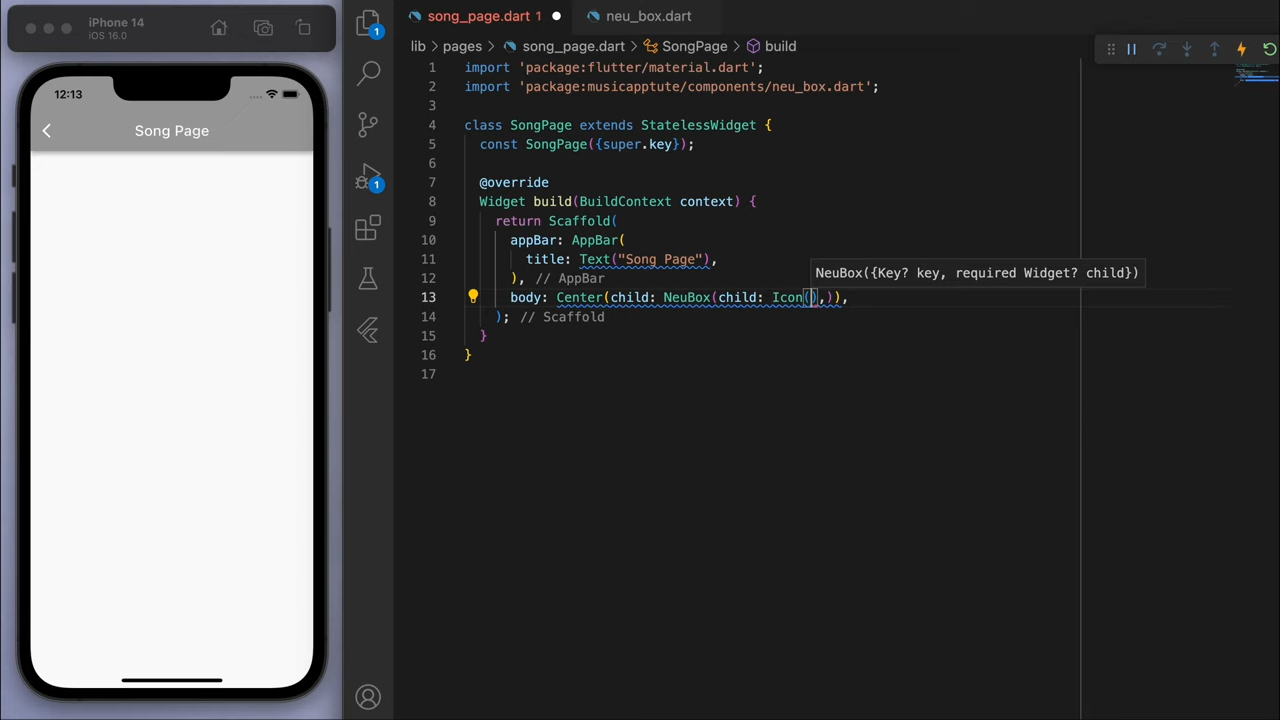 iPhone 14
iOS 16.0
12:13
Song Page
1
1
song_page.dart 1
neu_box.dart
lib > pages > song_page.dart > SongPage > build
1 import 'package:flutter/material.dart';
2 import 'package:musicapptute/components/neu_box.dart';
3
4 class SongPage extends StatelessWidget {
5 const SongPage({super.key});
6
7 @override
8 Widget build(BuildContext context) {
9 return Scaffold(
10 appBar: AppBar(
11 title: Text("Song Page"),
12 ), // AppBar
NeuBox({Key? key, required Widget? child})
13 body: Center(child: NeuBox(child: Icon(),)),
14 ); // Scaffold
15 }
16 }
17